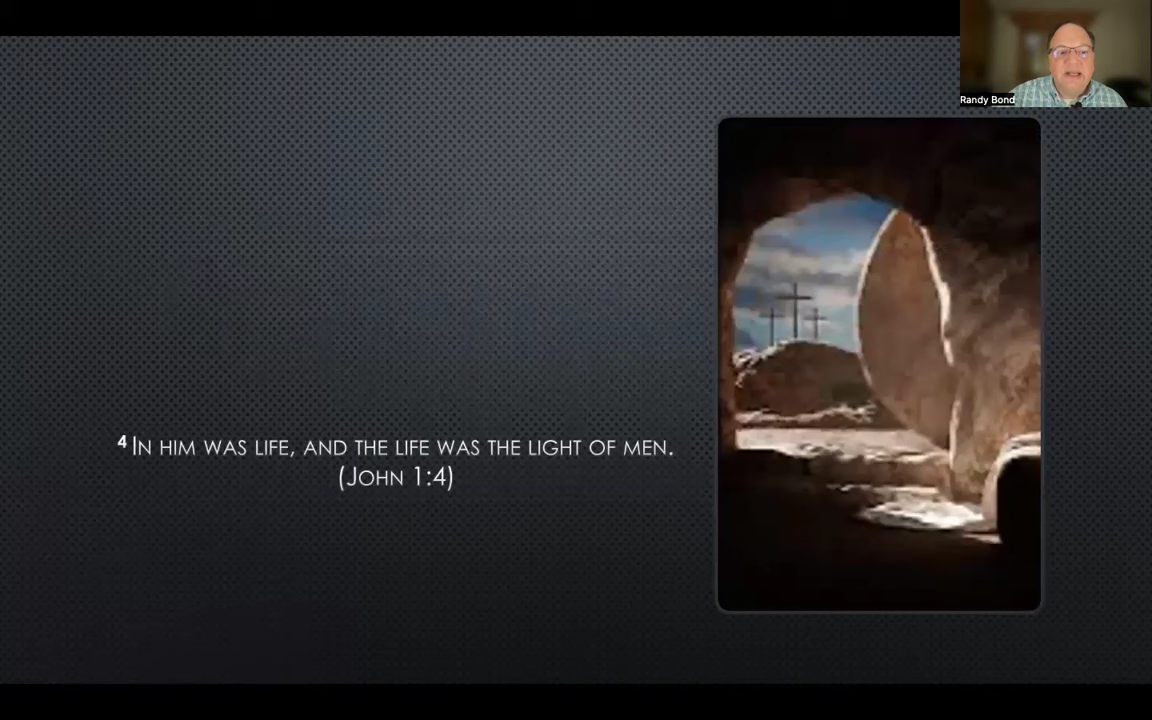 Randy Bond
4 In him was life, and the life was the light of men.
(John 1:4)